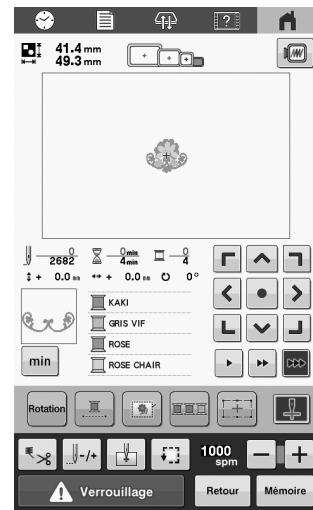 ?
41.4 mm
49.3 mm
0
2682
0 min
4 min
0
4
+ 0.0 mm + 0.0 mm 0°
KAKI
GRIS VIF
ROSE
ROSE CHAIR
min
Rotation
-/+
1000 spm
- +
Verrouillage
Retour
Mémoire